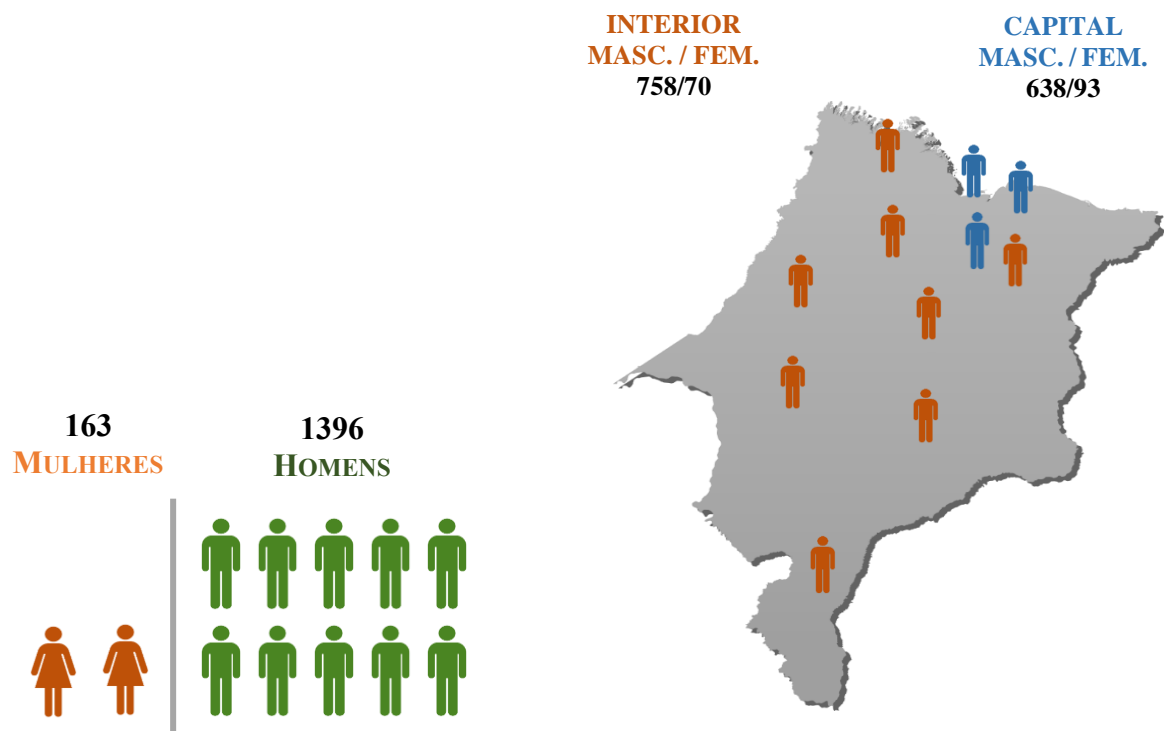 INTERIOR
MASC. / FEM.
758/70
CAPITAL
MASC. / FEM.
638/93
163
MULHERES
1396
HOMENS